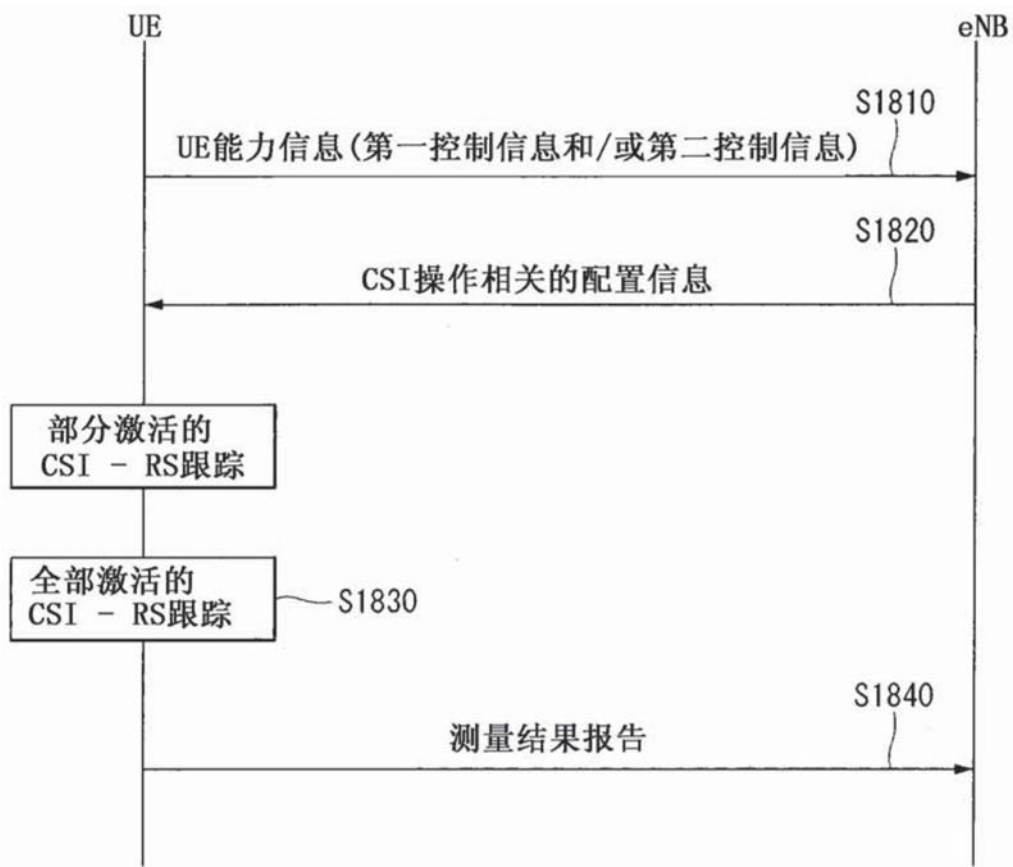 UE
eNB
S1810
UE能力信息(第一控制信息和/或第二控制信息)
S1820
CSI操作相关的配置信息
部分激活的
CSI - RS跟踪
全部激活的
CSI - RS跟踪
S1830
S1840
测量结果报告